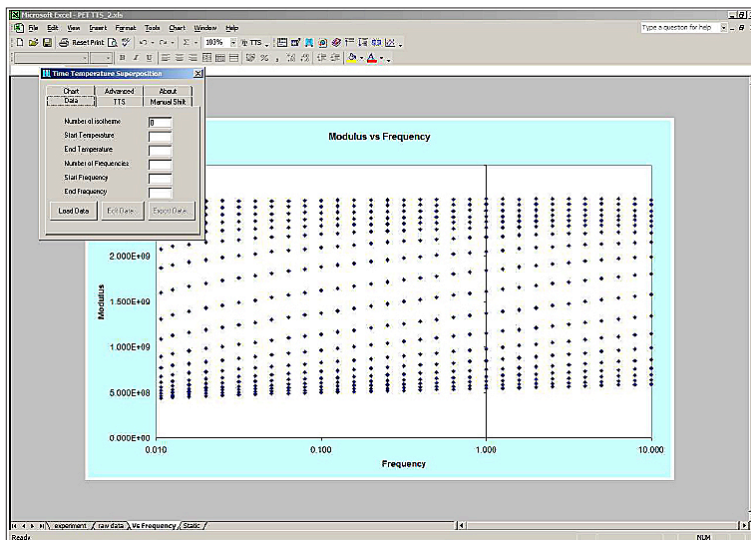 Microsoft Excel - PET TTS_2.xls
File Edit View Insert Format Tools Chart Window Help
Type a question for help
Reset Print
183%
TTS
Time Temperature Superposition
Chart Advanced About
Data TTS Manual Shift
Number of isotherms 0
Start Temperature
End Temperature
Number of Frequencies
Start Frequency
End Frequency
Load Data Edit Data Export Data
Modulus vs Frequency
2.000E+09
1.500E+09
1.000E+09
5.000E+08
0.000E+00
Modulus
0.010 0.100 1.000 10.000
Frequency
experiment raw data Vs Frequency Static
Ready
NUM